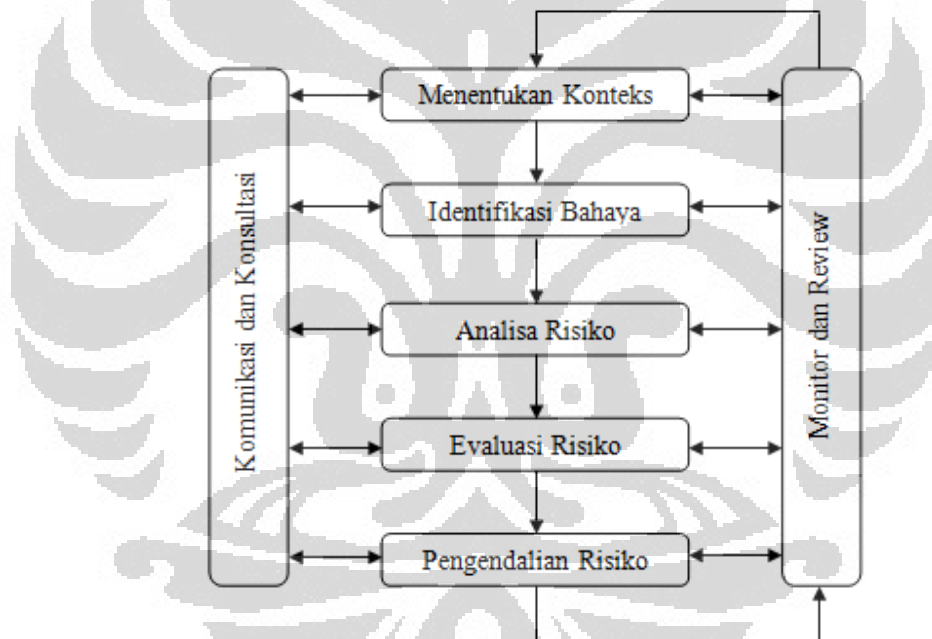 Menentukan Konteks
Identifikasi Bahaya
Analisa Risiko
Evaluasi Risiko
Pengendalian Risiko
Komunikasi dan Konsultasi
Monitor dan Review